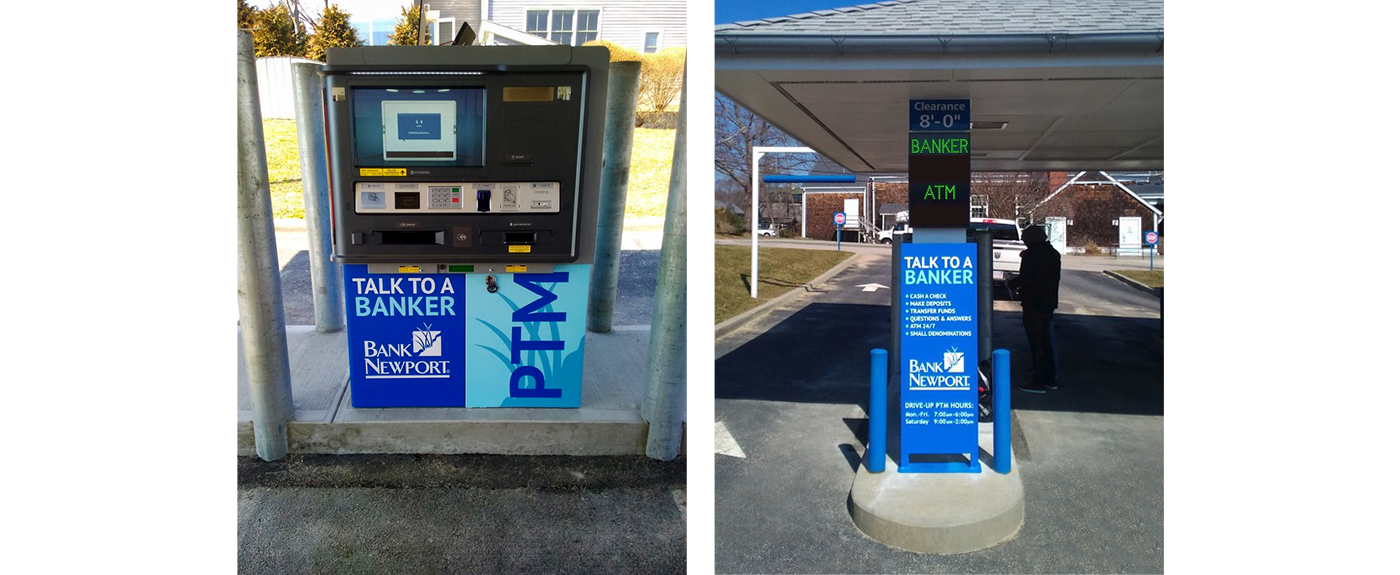 TALK TO A
BANKER
BANK
NEWPORT
PTM
Clearance
8'-0"
BANKER
ATM
TALK TO A
BANKER
• CASH A CHECK
• MAKE DEPOSITS
• TRANSFER FUNDS
• QUESTIONS & ANSWERS
• ATM 24/7
• SMALL DENOMINATIONS
BANK
NEWPORT
DRIVE-UP PTM HOURS:
Mon.-Fri. 7:00am-6:00pm
Saturday 9:00am-2:00pm